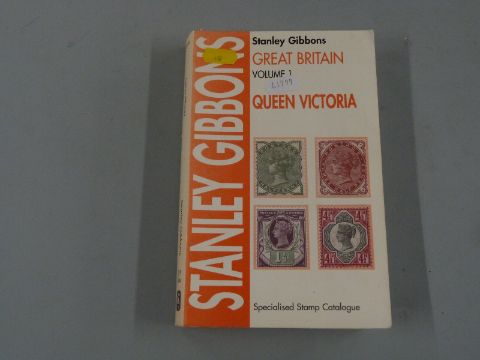 STANLEY GIBBONS
Stanley Gibbons
GREAT BRITAIN
VOLUME 1
QUEEN VICTORIA
Specialised Stamp Catalogue